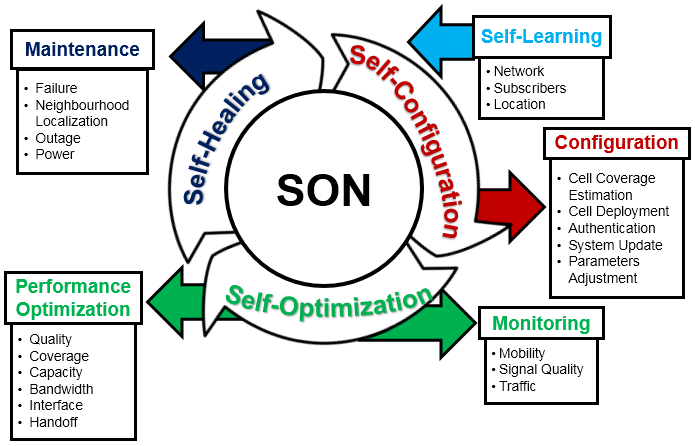 Maintenance
• Failure
• Neighbourhood
Localization
• Outage
• Power
Self-Learning
• Network
• Subscribers
• Location
Self-Healing
Self-Configuration
SON
Configuration
• Cell Coverage
Estimation
• Cell Deployment
• Authentication
• System Update
• Parameters
Adjustment
Self-Optimization
Performance
Optimization
• Quality
• Coverage
• Capacity
• Bandwidth
• Interface
• Handoff
Monitoring
• Mobility
• Signal Quality
• Traffic